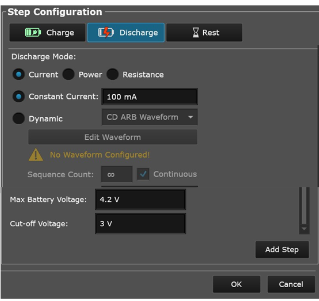 Step Configuration
Charge Discharge Rest
Discharge Mode:
Current Power Resistance
Constant Current: 100 mA
Dynamic CD ARB Waveform
Edit Waveform
No Waveform Configured!
Sequence Count: ∞ Continuous
Max Battery Voltage: 4.2 V
Cut-off Voltage: 3 V
Add Step
OK Cancel